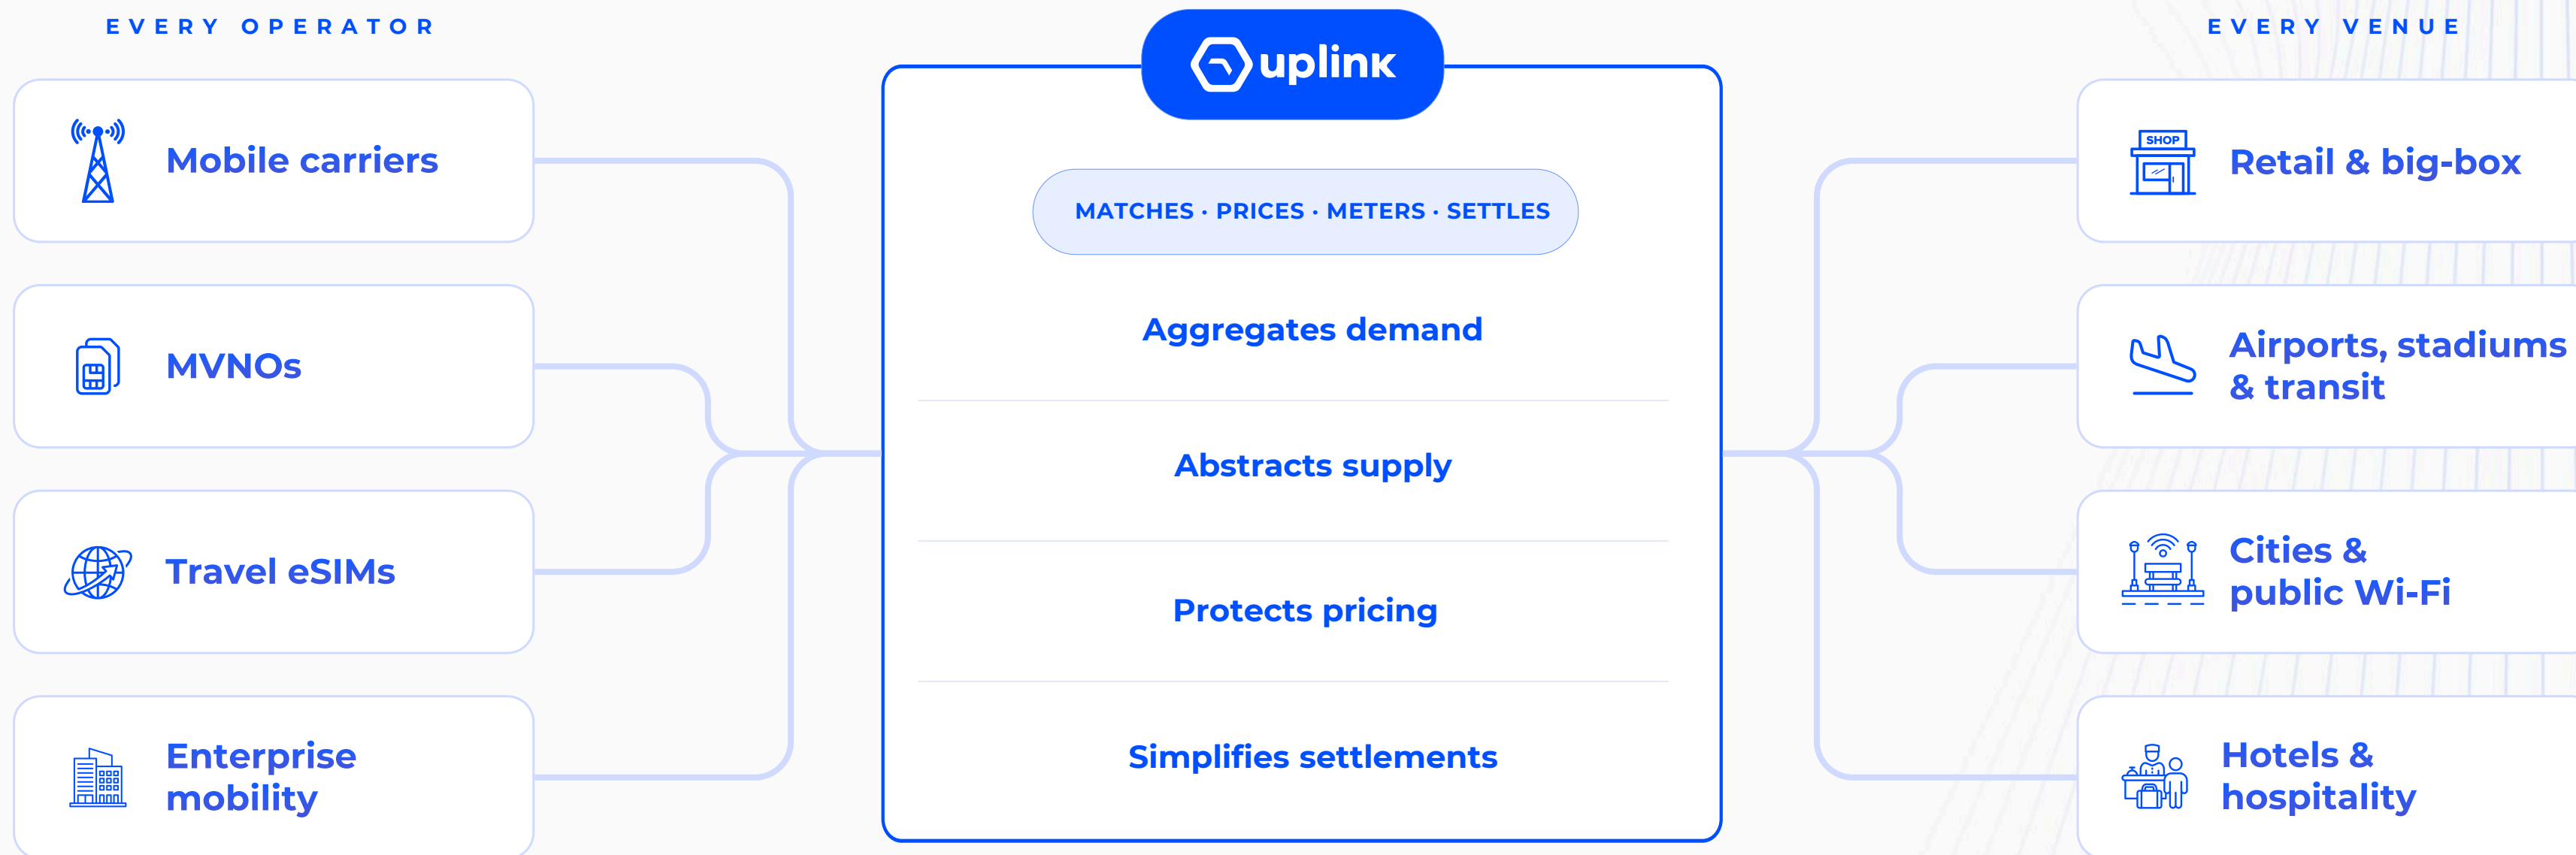 EVERY OPERATOR
Mobile carriers
MVNOs
Travel eSIMs
Enterprise
mobility
uplink
MATCHES · PRICES · METERS · SETTLES
Aggregates demand
Abstracts supply
Protects pricing
Simplifies settlements
EVERY VENUE
SHOP
Retail & big-box
Airports, stadiums
& transit
Cities &
public Wi-Fi
Hotels &
hospitality